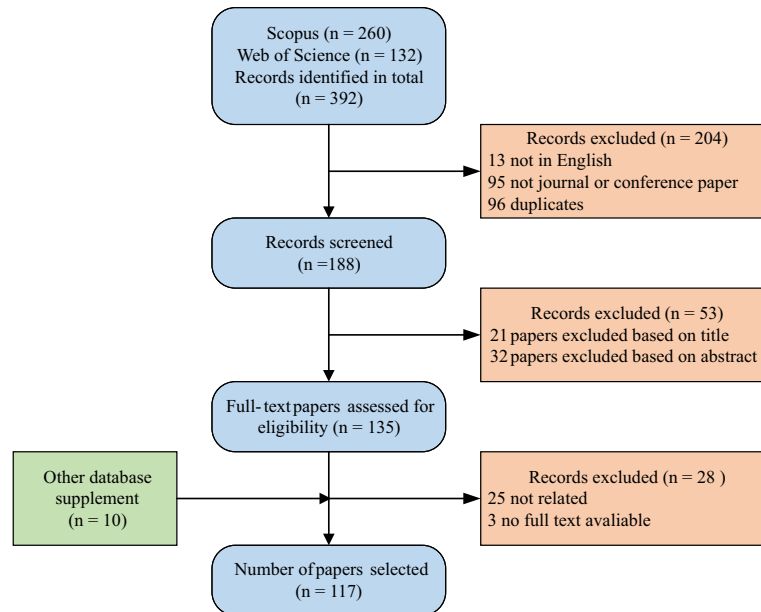 Scopus (n = 260)
Web of Science (n = 132)
Records identified in total
(n = 392)
Records excluded (n = 204)
13 not in English
95 not journal or conference paper
96 duplicates
Records screened
(n =188)
Records excluded (n = 53)
21 papers excluded based on title
32 papers excluded based on abstract
Full-text papers assessed for
eligibility (n = 135)
Other database
supplement
(n = 10)
Records excluded (n = 28 )
25 not related
3 no full text avaliable
Number of papers selected
(n = 117)